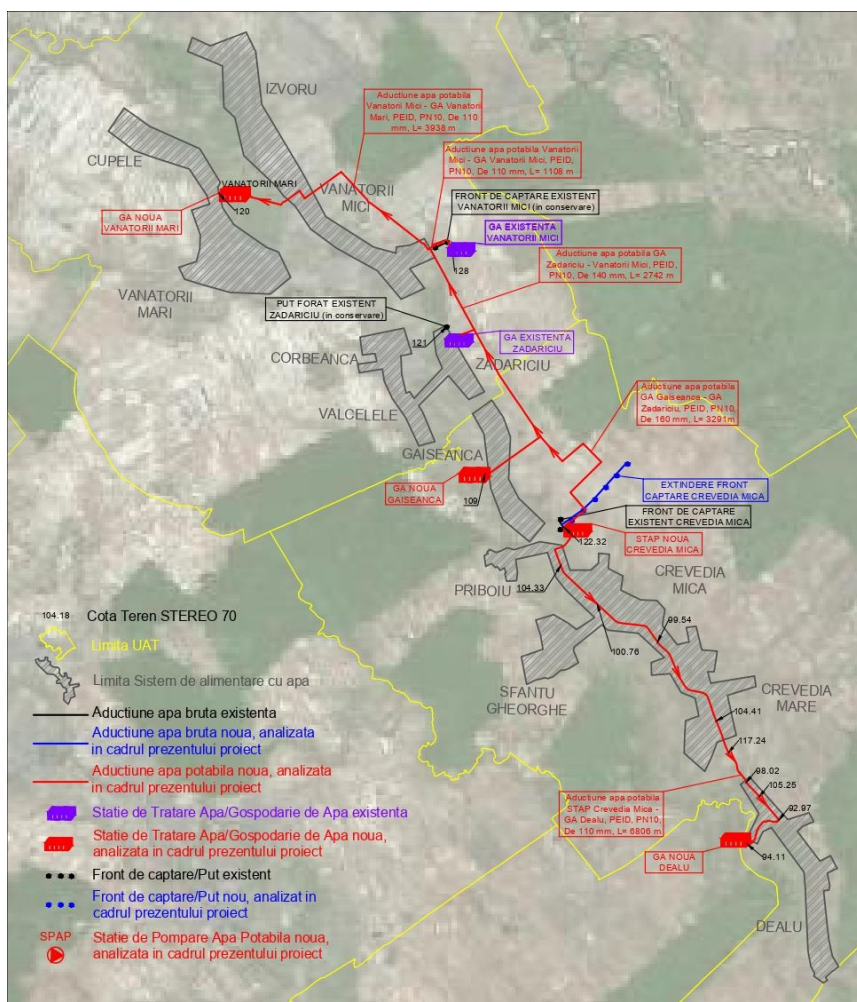 IZVORU
Aductiune apa potabila
Vanatorii Mici - GA Vanatorii
Mari, PEID, PN10, De 110
mm, L= 3938 m
CUPELE
Aductiune apa potabila Vanatorii
Mici - GA Vanatorii Mici, PEID,
PN10, De 110 mm, L= 1108 m
VANATORII MARI
VANATORII
MICI
FRONT DE CAPTARE EXISTENT
VANATORII MICI (in conservare)
120
GA NOUA
VANATORII MARI
GA EXISTENTA
VANATORII MICI
128
Aductiune apa potabila GA
Zadariciu - Vanatorii Mici, PEID,
PN10, De 140 mm, L= 2742 m
VANATORII
MARI
PUT FORAT EXISTENT
ZADARICIU (in conservare)
121
GA EXISTENTA
ZADARICIU
CORBEANCA
ZADARICIU
VALCELELE
Aductiune apa potabila
GA Gaiseanca - GA
Zadariciu, PEID, PN10,
De 160 mm, L= 3291m
GAISEANCA
GA NOUA
GAISEANCA
109
EXTINDERE FRONT
CAPTARE CREVEDIA MICA
FRONT DE CAPTARE
EXISTENT CREVEDIA MICA
122.32
STAP NOUA
CREVEDIA MICA
PRIBOIU
104.33
CREVEDIA
MICA
99.54
100.76
SFANTU
GHEORGHE
CREVEDIA
MARE
104.41
117.24
98.02
105.25
92.97
Aductiune apa potabila
STAP Crevedia Mica -
GA Dealu, PEID, PN10,
De 110 mm, L= 6806 m
GA NOUA
DEALU
94.11
DEALU
104.18 Cota Teren STEREO 70
Limita UAT
Limita Sistem de alimentare cu apa
Aductiune apa bruta existenta
Aductiune apa bruta noua, analizata
in cadrul prezentului proiect
Aductiune apa potabila noua, analizata
in cadrul prezentului proiect
Statie de Tratare Apa/Gospodarie de Apa existenta
Statie de Tratare Apa/Gospodarie de Apa noua,
analizata in cadrul prezentului proiect
Front de captare/Put existent
Front de captare/Put nou, analizat in
cadrul prezentului proiect
SPAP Statie de Pompare Apa Potabila noua,
analizata in cadrul prezentului proiect